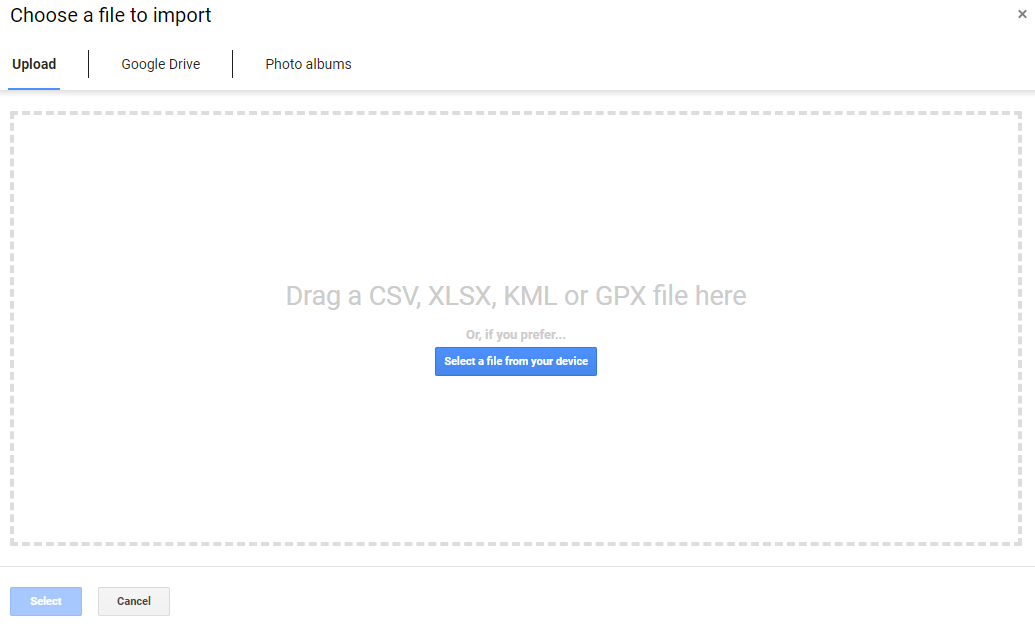 Choose a file to import
Upload
Google Drive
Photo albums
Drag a CSV, XLSX, KML or GPX file here
Or, if you prefer...
Select a file from your device
Select
Cancel